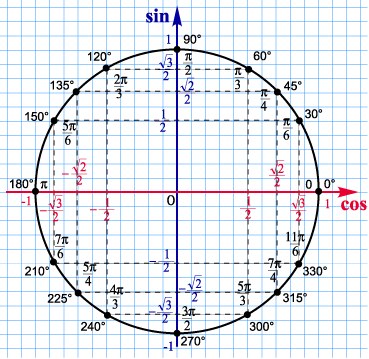 sin
1 90°
120° 60°
√3/2 π/2
2π/3 π/3
135° 45°
√2/2
π/4
150° 30°
1/2
5π/6 π/6
-√2/2 √2/2
180° π 0 0°
-1 -√3/2 -1/2 0 1/2 √3/2 1 cos
7π/6 11π/6
210° -1/2 330°
5π/4 7π/4
225° -√2/2 315°
4π/3 5π/3
240° -√3/2 3π/2 300°
-1 270°